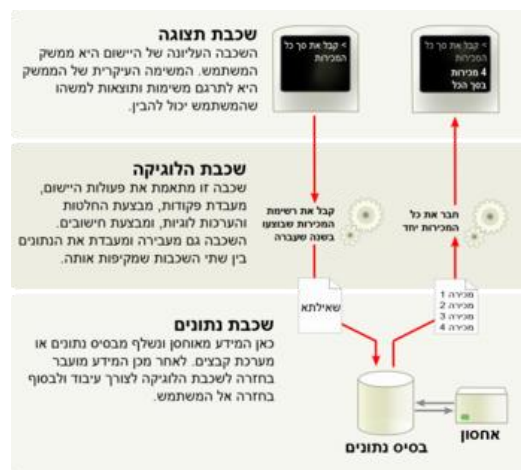 שכבת תצוגה
השכבה העליונה של היישום היא ממשק
המשתמש. המשימה העיקרית של הממשק
היא לתרגם משימות ותוצאות למשהו
שהמשתמש יכול להבין.
> קבל את סך כל
המכירות
> קבל את סך כל
המכירות
4 מכירות
בסך הכל
שכבת הלוגיקה
שכבה זו מתאמת את פעולות היישום,
מעבדת פקודות, מבצעת החלטות
והערכות לוגיות, ומבצעת חישובים.
השכבה גם מעבירה ומעבדת את הנתונים
בין שתי השכבות שמקיפות אותה.
קבל את רשימת
המכירות שבוצעו
בשנה שעברה
חבר את כל
המכירות יחד
שאילתא
מכירה 1
מכירה 2
מכירה 3
מכירה 4
שכבת נתונים
כאן המידע מאוחסן ונשלף מבסיס נתונים או
מערכת קבצים. לאחר מכן המידע מועבר
בחזרה לשכבת הלוגיקה לצורך עיבוד ולבסוף
בחזרה אל המשתמש.
בסיס נתונים
אחסון